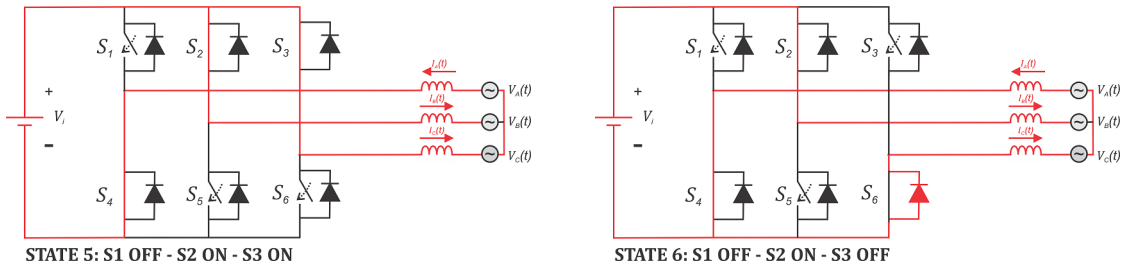 S1 S2 S3
+
Vi
-
S4 S5 S6
IA(t)
IB(t)
IC(t)
VA(t)
VB(t)
VC(t)
STATE 5: S1 OFF - S2 ON - S3 ON
S1 S2 S3
+
Vi
-
S4 S5 S6
IA(t)
IB(t)
IC(t)
VA(t)
VB(t)
VC(t)
STATE 6: S1 OFF - S2 ON - S3 OFF